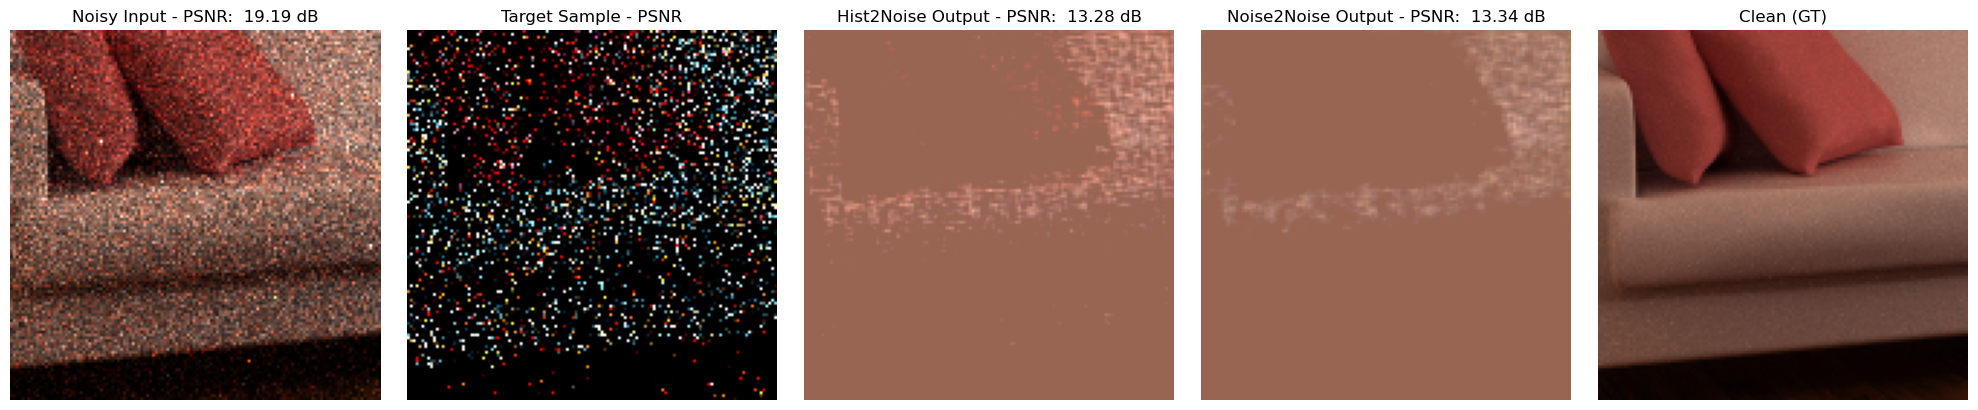 Noisy Input - PSNR:  19.19 dB
Target Sample - PSNR
Hist2Noise Output - PSNR:  13.28 dB
Noise2Noise Output - PSNR:  13.34 dB
Clean (GT)